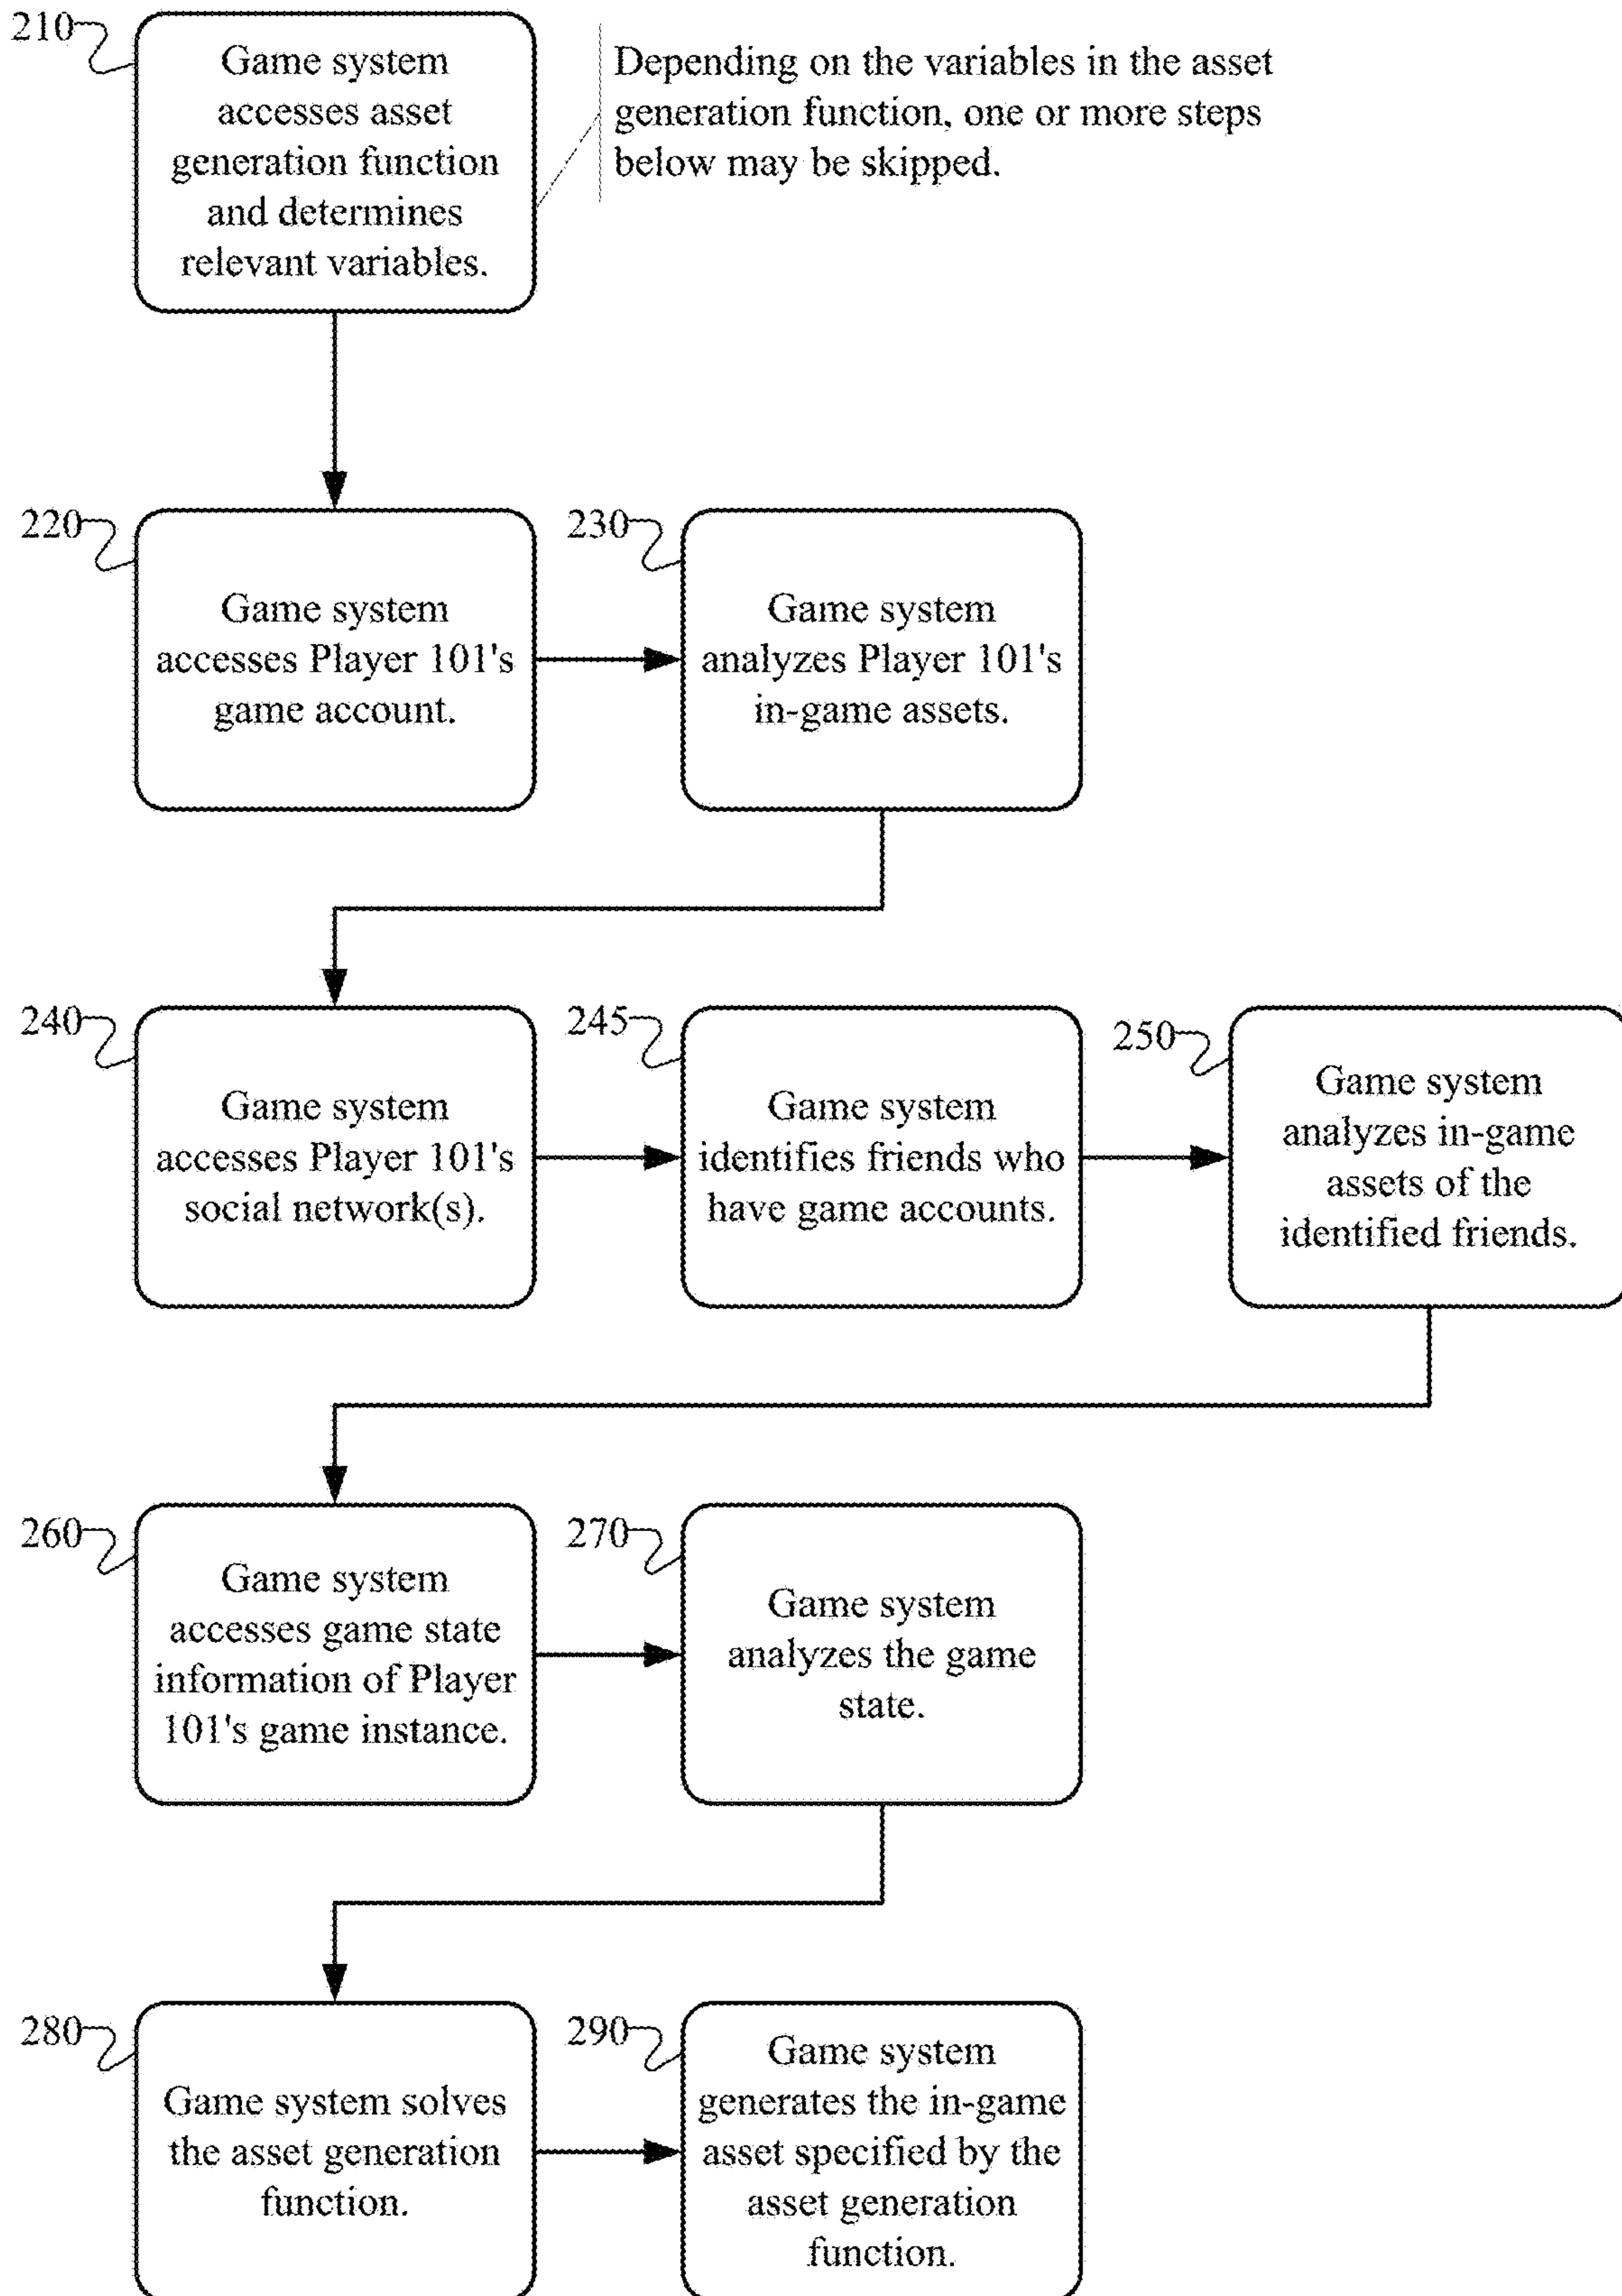 210
Game system
accesses asset
generation function
and determines
relevant variables.
Depending on the variables in the asset
generation function, one or more steps
below may be skipped.
220
Game system
accesses Player 101's
game account.
230
Game system
analyzes Player 101's
in-game assets.
240
Game system
accesses Player 101's
social network(s).
245
Game system
identifies friends who
have game accounts.
250
Game system
analyzes in-game
assets of the
identified friends.
260
Game system
accesses game state
information of Player
101's game instance.
270
Game system
analyzes the game
state.
280
Game system solves
the asset generation
function.
290
Game system
generates the in-game
asset specified by the
asset generation
function.